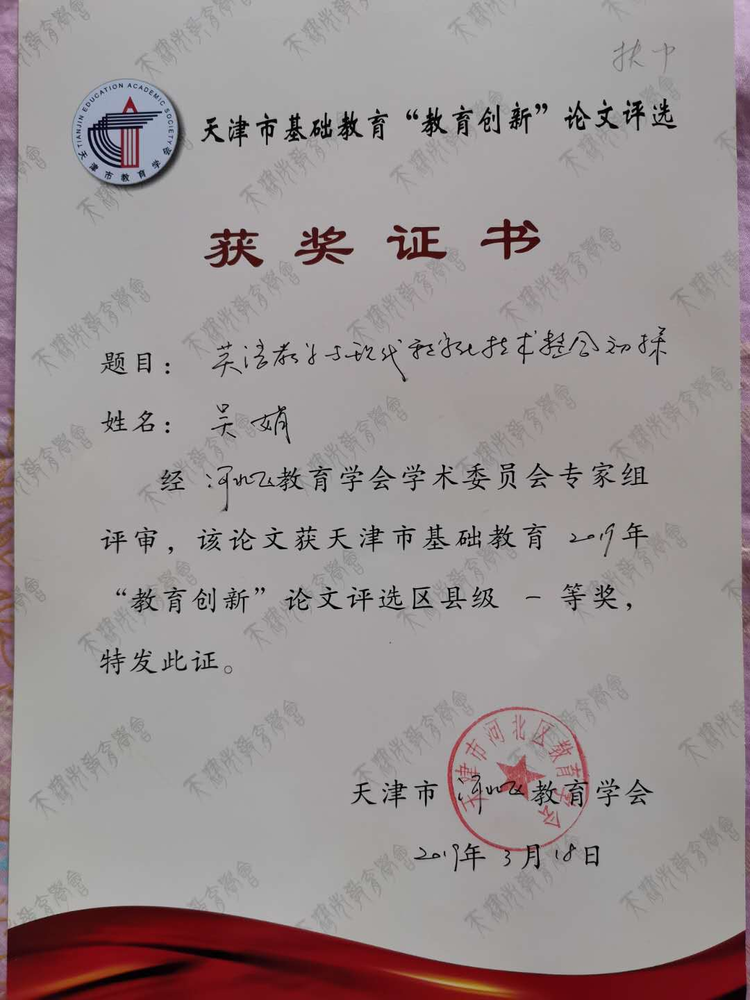 扶中
TIANJIN EDUCATION ACADEMIC SOCIETY
天津市教育学会
天津市基础教育“教育创新”论文评选
获奖证书
题目：英语教学与现代教育技术整合初探
姓名：吴娟
经 河北区教育学会学术委员会专家组
评审，该论文获天津市基础教育 2019年
“教育创新”论文评选区县级 一等奖，
特发此证。
天津市河北区教育学会
天津市 河北区教育学会
2019年 3月18日